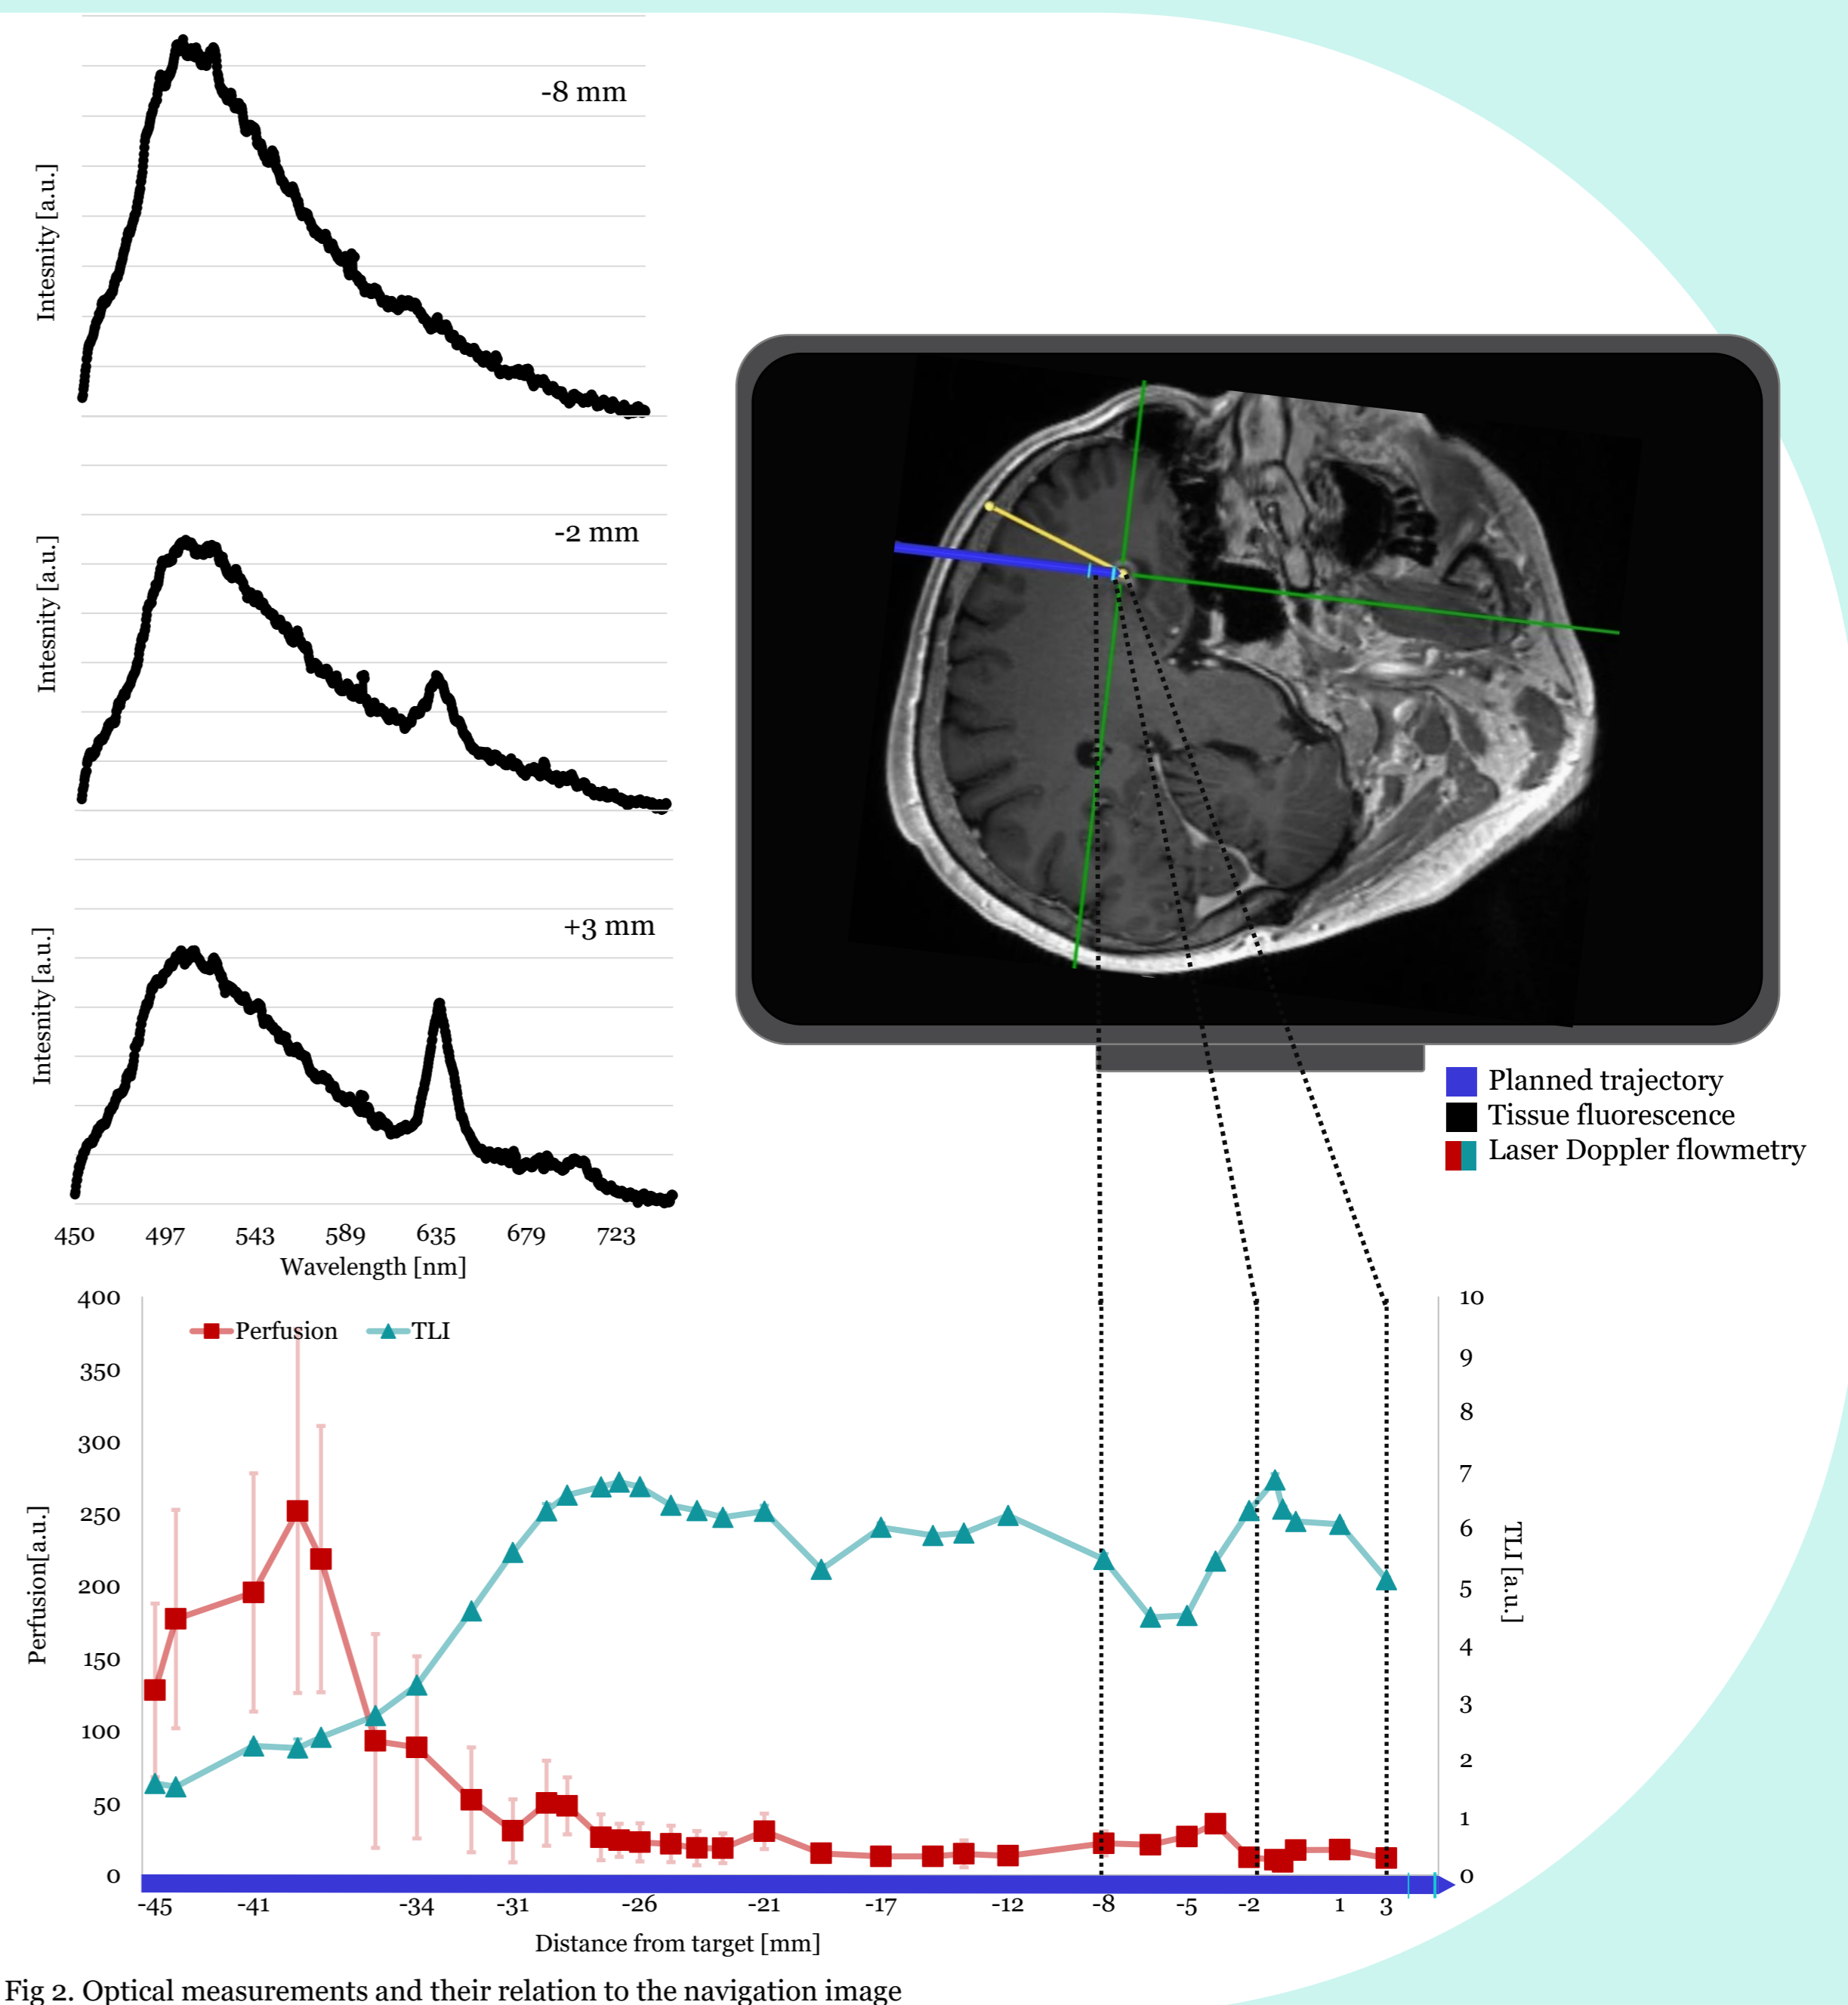 -8 mm
Intesnity [a.u.]
-2 mm
Intesnity [a.u.]
+3 mm
Intesnity [a.u.]
450 497 543 589 635 679 723
Wavelength [nm]
Planned trajectory
Tissue fluorescence
Laser Doppler flowmetry
Perfusion TLI
400
350
300
250
200
150
100
50
0
Perfusion[a.u.]
10
9
8
7
6
5
4
3
2
1
0
TLI [a.u.]
-45 -41 -34 -31 -26 -21 -17 -12 -8 -5 -2 1 3
Distance from target [mm]
Fig 2. Optical measurements and their relation to the navigation image